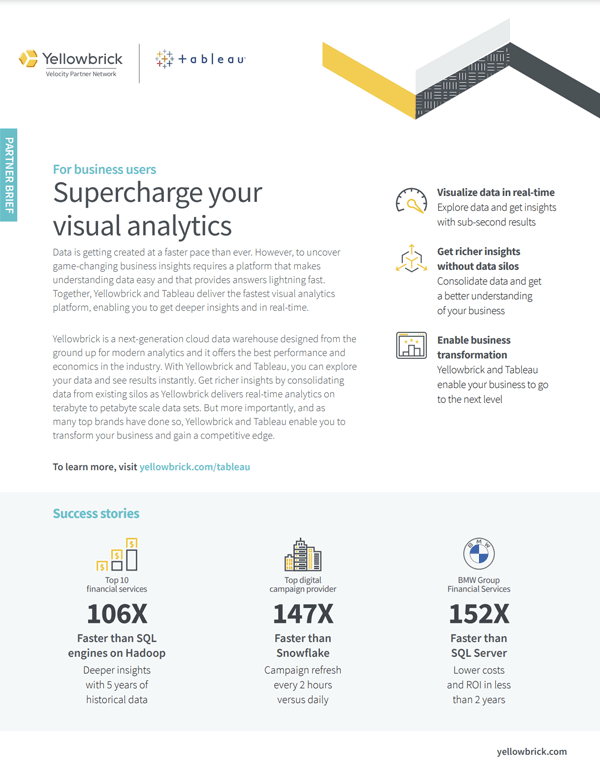 Yellowbrick
Velocity Partner Network
+ableau
PARTNER BRIEF
For business users
Supercharge your
visual analytics
Data is getting created at a faster pace than ever. However, to uncover
game-changing business insights requires a platform that makes
understanding data easy and that provides answers lightning fast.
Together, Yellowbrick and Tableau deliver the fastest visual analytics
platform, enabling you to get deeper insights and in real-time.
Yellowbrick is a next-generation cloud data warehouse designed from the
ground up for modern analytics and it offers the best performance and
economics in the industry. With Yellowbrick and Tableau, you can explore
your data and see results instantly. Get richer insights by consolidating
data from existing silos as Yellowbrick delivers real-time analytics on
terabyte to petabyte scale data sets. But more importantly, and as
many top brands have done so, Yellowbrick and Tableau enable you to
transform your business and gain a competitive edge.
To learn more, visit yellowbrick.com/tableau
Visualize data in real-time
Explore data and get insights
with sub-second results
Get richer insights
without data silos
Consolidate data and get
a better understanding
of your business
Enable business
transformation
Yellowbrick and Tableau
enable your business to go
to the next level
Success stories
$ $ $
Top 10
financial services
106X
Faster than SQL
engines on Hadoop
Deeper insights
with 5 years of
historical data
Top digital
campaign provider
147X
Faster than
Snowflake
Campaign refresh
every 2 hours
versus daily
BMW
BMW Group
Financial Services
152X
Faster than
SQL Server
Lower costs
and ROI in less
than 2 years
yellowbrick.com